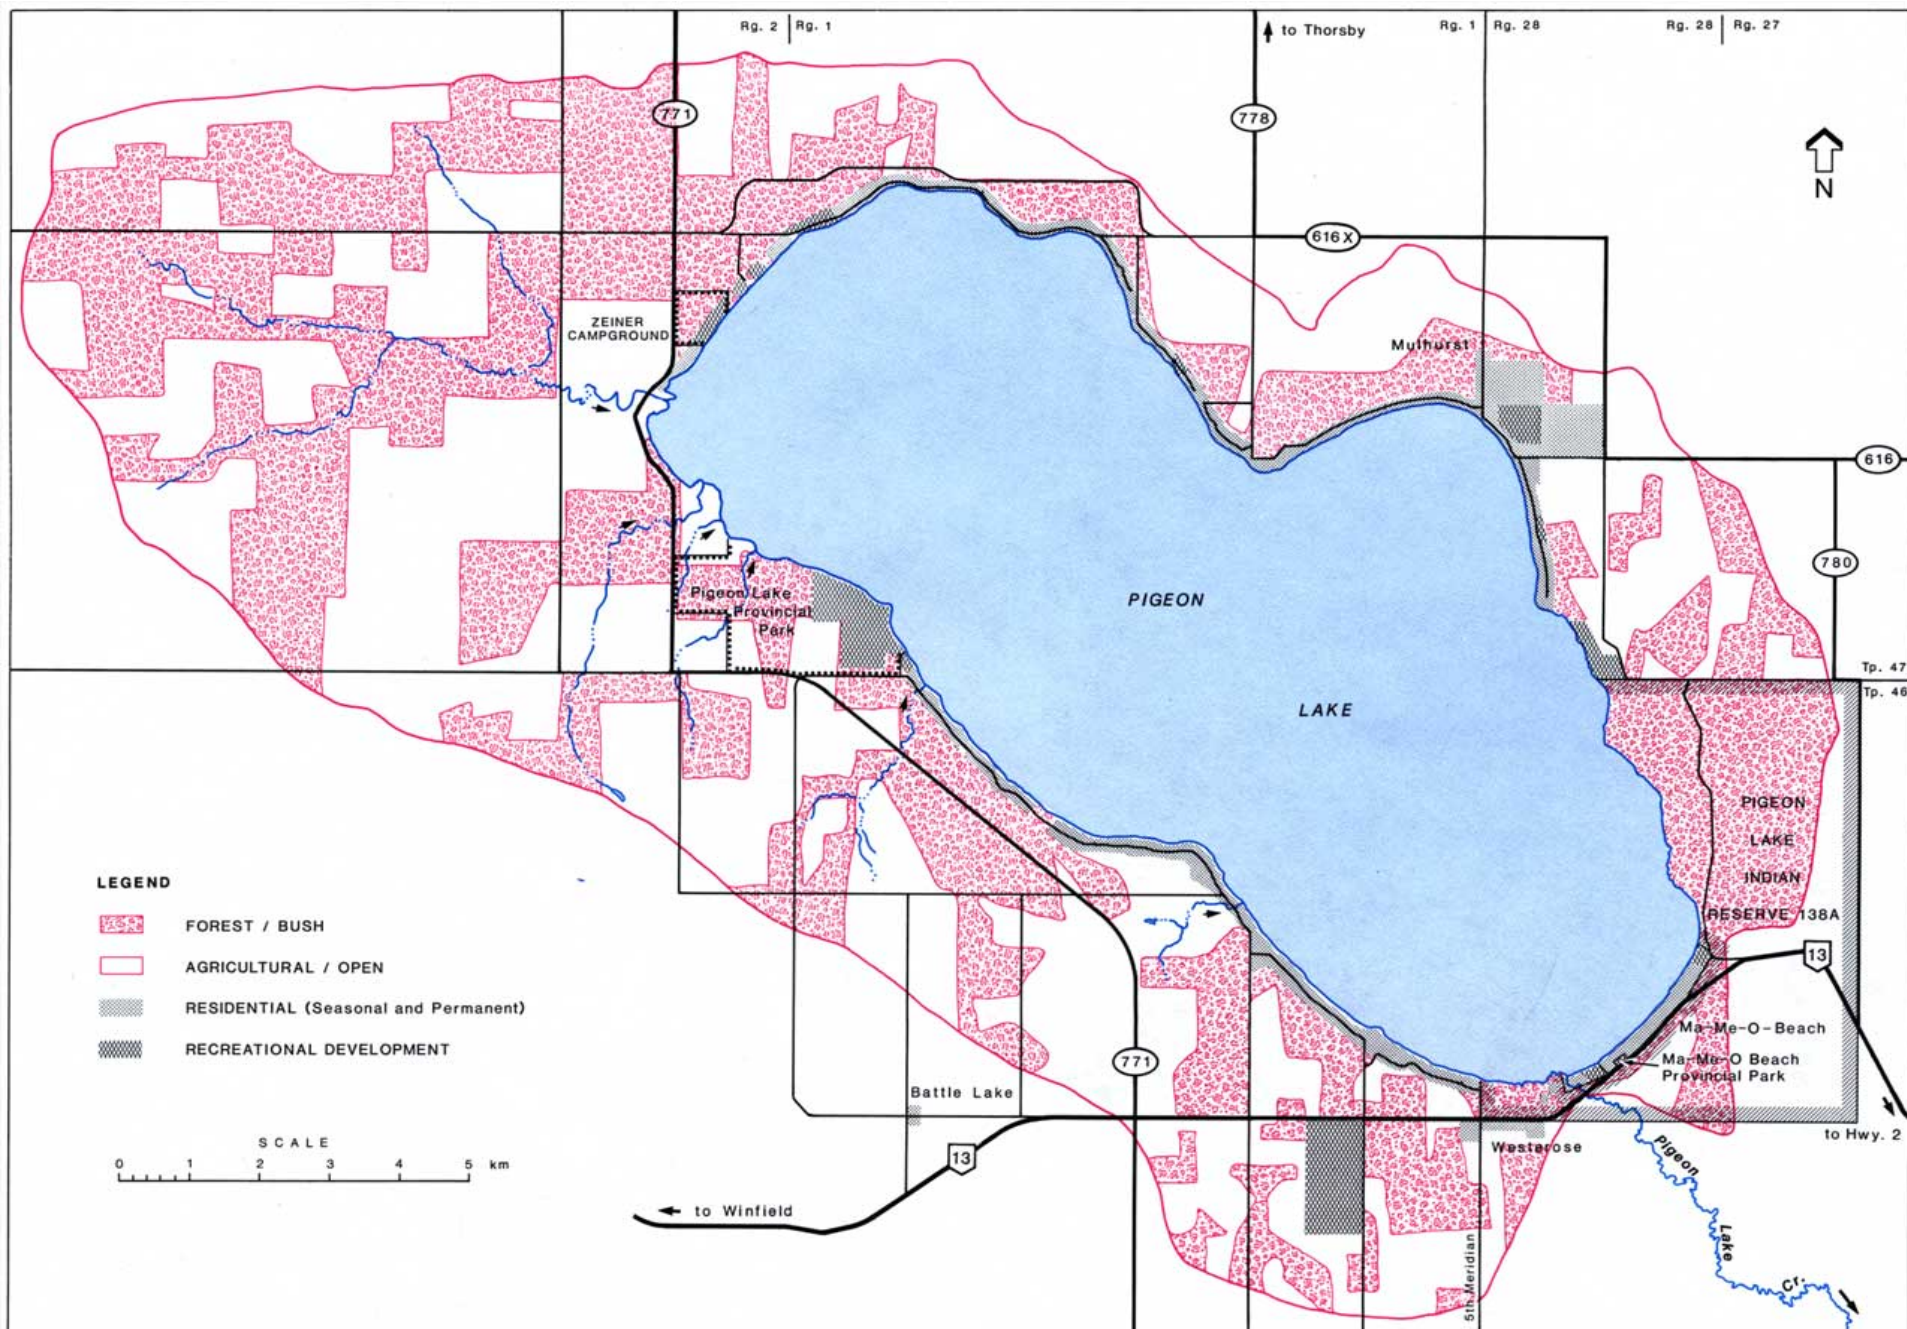 Rg. 2 | Rg. 1
to Thorsby
Rg. 1 | Rg. 28
Rg. 28 | Rg. 27
771
778
N
616X
ZEINER
CAMPGROUND
Mulhurst
616
780
PIGEON
LAKE
Pigeon Lake
Provincial
Park
Tp. 47
Tp. 46
PIGEON
LAKE
INDIAN
RESERVE 138A
13
LEGEND
FOREST / BUSH
AGRICULTURAL / OPEN
RESIDENTIAL (Seasonal and Permanent)
RECREATIONAL DEVELOPMENT
Ma-Me-O-Beach
Ma-Me-O Beach
Provincial Park
771
Battle Lake
to Hwy. 2
Westerose
SCALE
0 1 2 3 4 5 km
13
to Winfield
5th Meridian
Pigeon
Lake
Cr.